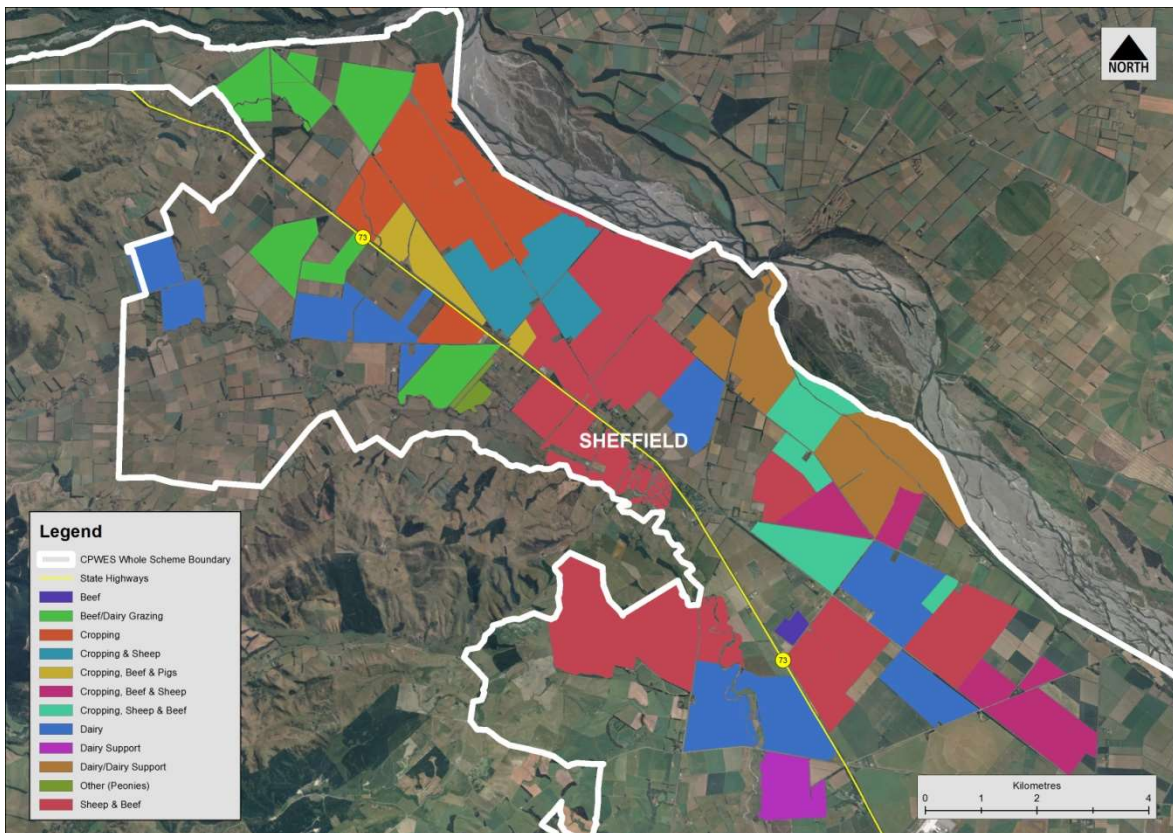 NORTH
73
SHEFFIELD
73
Legend
CPWES Whole Scheme Boundary
State Highways
Beef
Beef/Dairy Grazing
Cropping
Cropping & Sheep
Cropping, Beef & Pigs
Cropping, Beef & Sheep
Cropping, Sheep & Beef
Dairy
Dairy Support
Dairy/Dairy Support
Other (Peonies)
Sheep & Beef
Kilometres
0 1 2 4